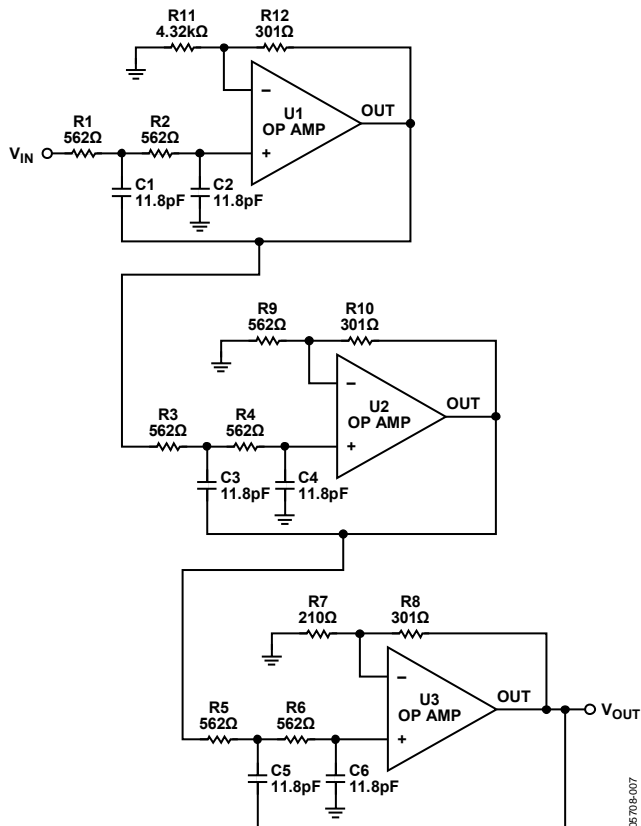 R11
4.32kΩ
R12
301Ω
U1
OP AMP
OUT
−
+
R1
562Ω
R2
562Ω
VIN
C1
11.8pF
C2
11.8pF
R9
562Ω
R10
301Ω
U2
OP AMP
OUT
−
+
R3
562Ω
R4
562Ω
C3
11.8pF
C4
11.8pF
R7
210Ω
R8
301Ω
U3
OP AMP
OUT
−
+
VOUT
R5
562Ω
R6
562Ω
C5
11.8pF
C6
11.8pF
05708-007